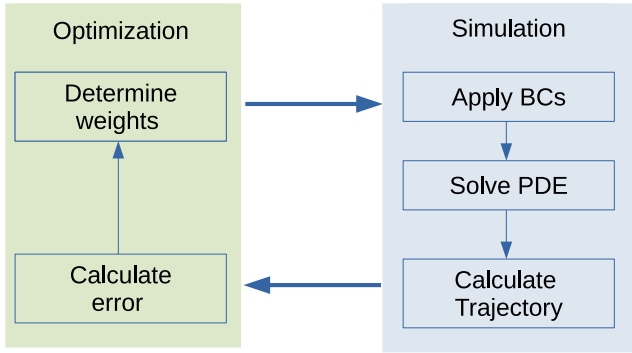 Optimization
Determine
weights
Calculate
error
Simulation
Apply BCs
Solve PDE
Calculate
Trajectory